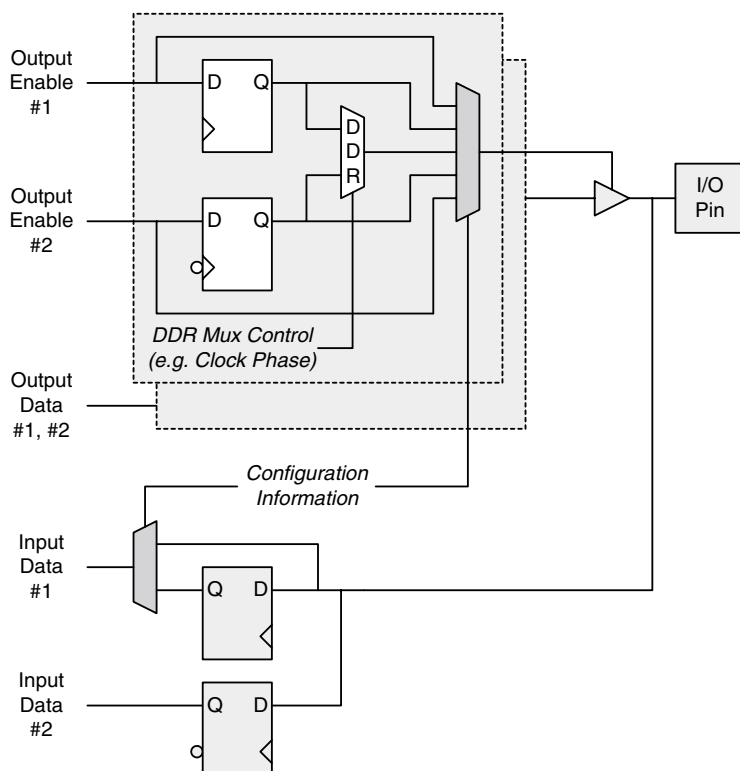 Output
Enable
#1
D Q
D
D
R
Output
Enable
#2
D Q
I/O
Pin
DDR Mux Control
(e.g. Clock Phase)
Output
Data
#1, #2
Configuration
Information
Input
Data
#1
Q D
Input
Data
#2
Q D